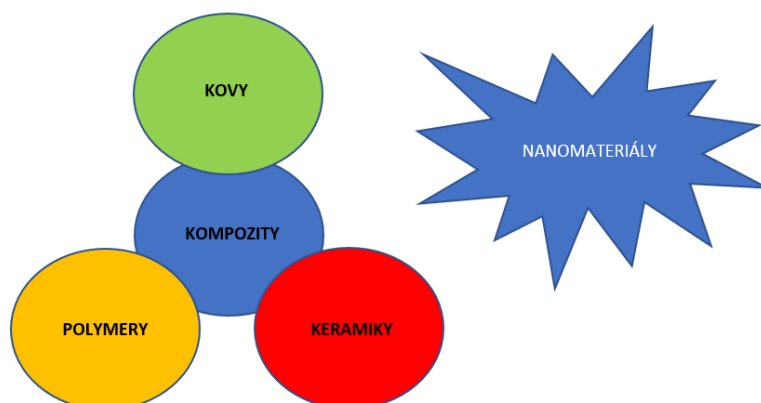 KOVY
NANOMATERIÁLY
KOMPOZITY
POLYMERY
KERAMIKY